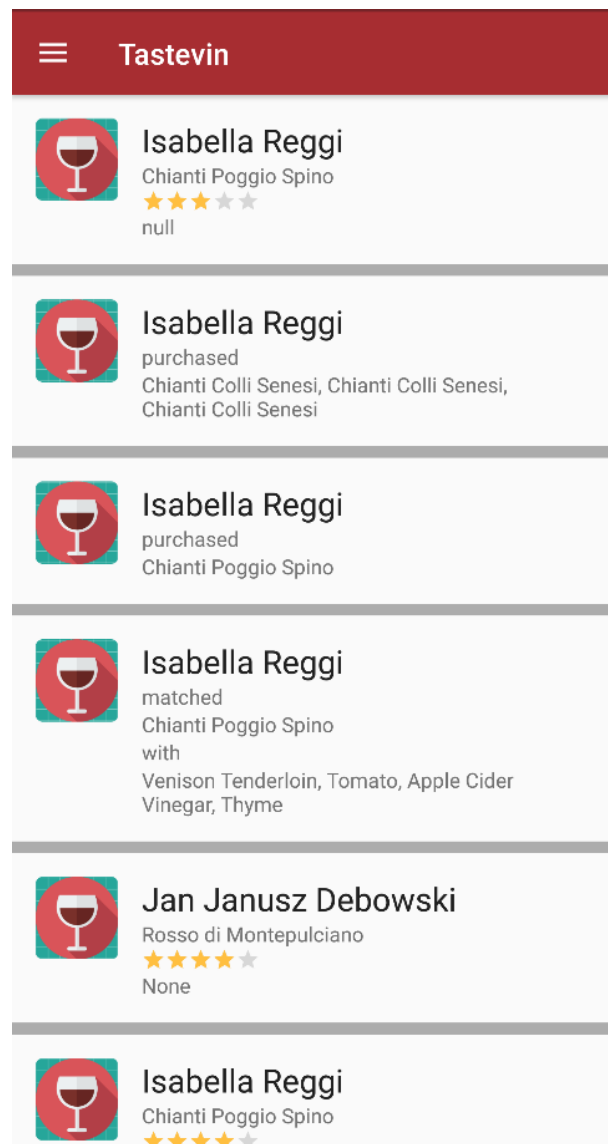 Tastevin
Isabella Reggi
Chianti Poggio Spino
null
Isabella Reggi
purchased
Chianti Colli Senesi, Chianti Colli Senesi,
Chianti Colli Senesi
Isabella Reggi
purchased
Chianti Poggio Spino
Isabella Reggi
matched
Chianti Poggio Spino
with
Venison Tenderloin, Tomato, Apple Cider
Vinegar, Thyme
Jan Janusz Debowski
Rosso di Montepulciano
None
Isabella Reggi
Chianti Poggio Spino